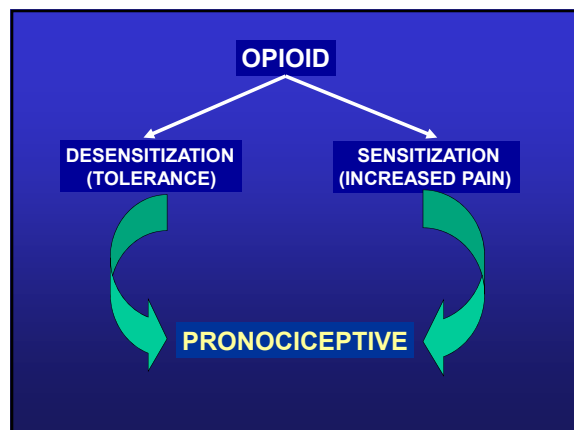 OPIOID
DESENSITIZATION
(TOLERANCE)
SENSITIZATION
(INCREASED PAIN)
PRONOCICEPTIVE